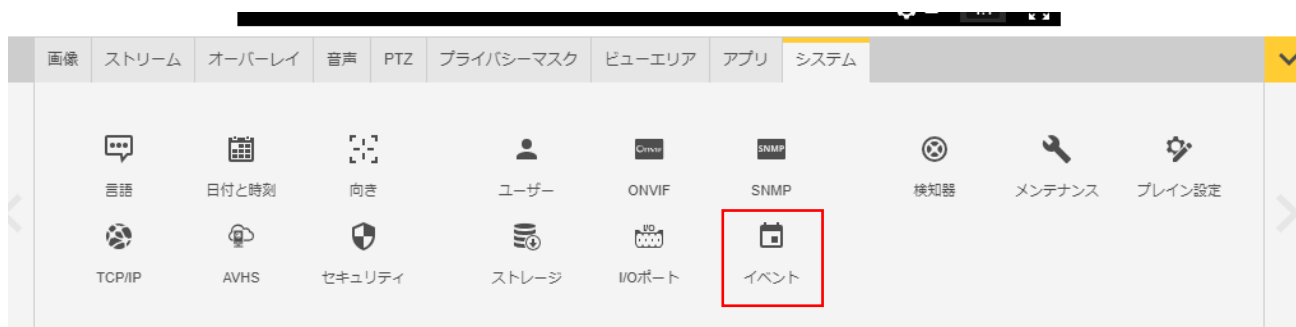 画像 ストリーム オーバーレイ 音声 PTZ プライバシーマスク ビューエリア アプリ システム
言語 日付と時刻 向き ユーザー ONVIF SNMP 検知器 メンテナンス プレイン設定
TCP/IP AVHS セキュリティ ストレージ I/Oポート イベント